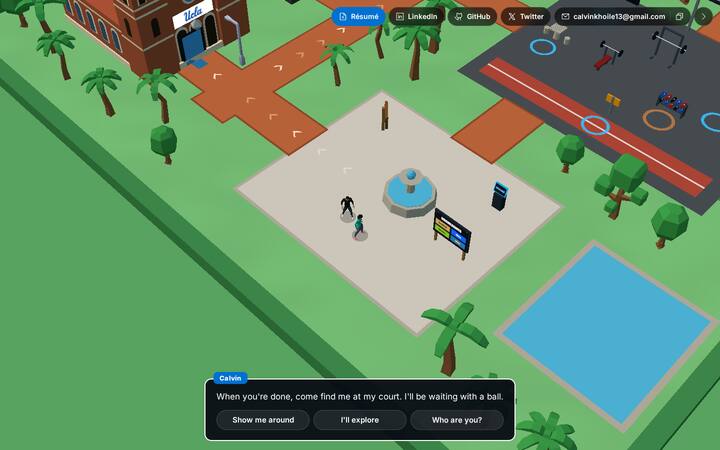 Ucla
Résumé
LinkedIn
GitHub
Twitter
calvinkhoile13@gmail.com
Calvin
When you're done, come find me at my court. I'll be waiting with a ball.
Show me around
I'll explore
Who are you?